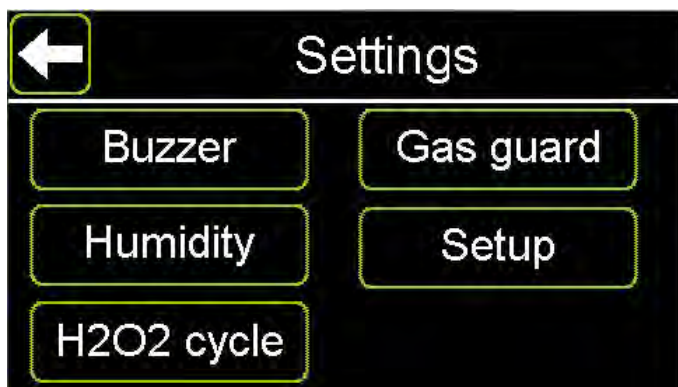 Settings
Buzzer
Gas guard
Humidity
Setup
H2O2 cycle